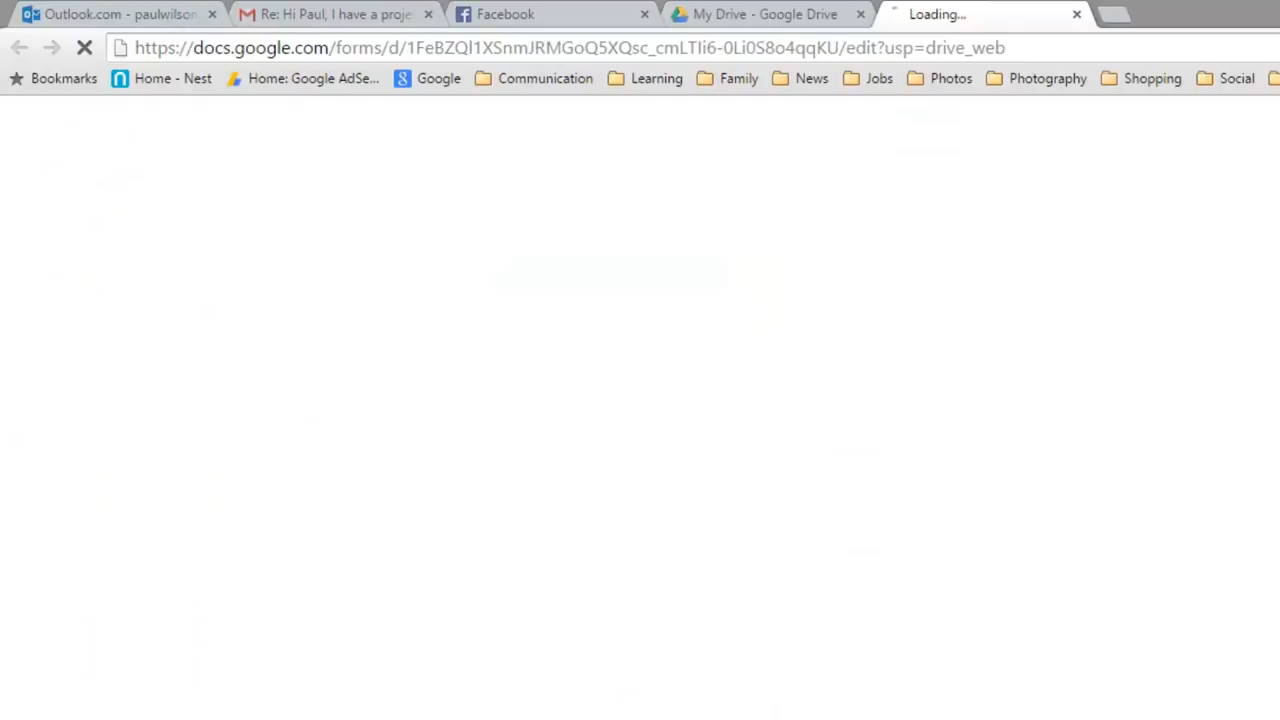 Outlook.com - paulwilson
Re: Hi Paul, I have a proje
Facebook
My Drive - Google Drive
Loading...
https://docs.google.com/forms/d/1FeBZQl1XSnmJRMGoQ5XQsc_cmLTIi6-0Li0S8o4qqKU/edit?usp=drive_web
Bookmarks
Home - Nest
Home: Google AdSe...
Google
Communication
Learning
Family
News
Jobs
Photos
Photography
Shopping
Social